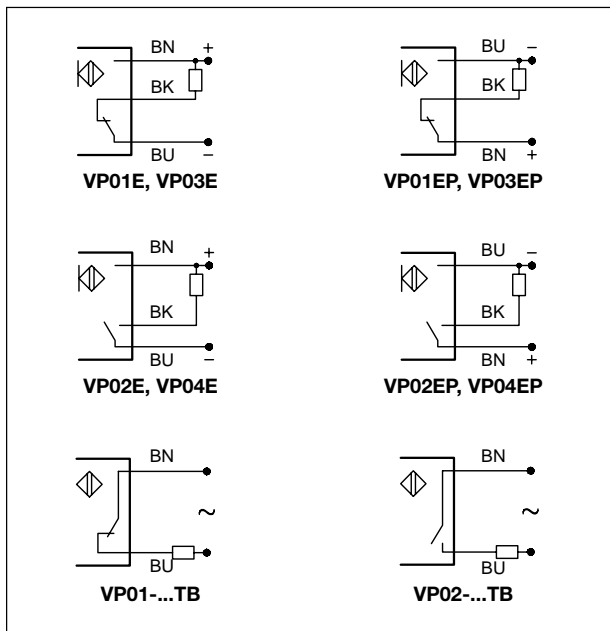 BN +
BK
BU –
VP01E, VP03E
BU –
BK
BN +
VP01EP, VP03EP
BN +
BK
BU –
VP02E, VP04E
BU –
BK
BN +
VP02EP, VP04EP
BN
~
BU
VP01-...TB
BN
~
BU
VP02-...TB